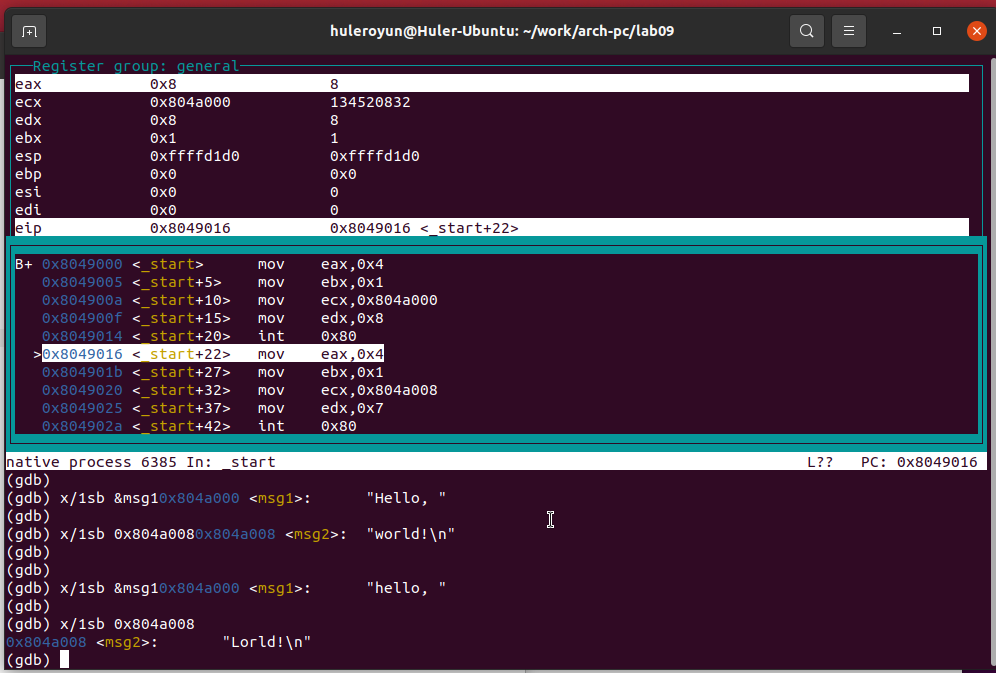 huleroyun@Huler-Ubuntu: ~/work/arch-pc/lab09
Register group: general
eax 0x8 8
ecx 0x804a000 134520832
edx 0x8 8
ebx 0x1 1
esp 0xffffd1d0 0xffffd1d0
ebp 0x0 0x0
esi 0x0 0
edi 0x0 0
eip 0x8049016 0x8049016 <_start+22>
B+ 0x8049000 <_start> mov eax,0x4
0x8049005 <_start+5> mov ebx,0x1
0x804900a <_start+10> mov ecx,0x804a000
0x804900f <_start+15> mov edx,0x8
0x8049014 <_start+20> int 0x80
>0x8049016 <_start+22> mov eax,0x4
0x804901b <_start+27> mov ebx,0x1
0x8049020 <_start+32> mov ecx,0x804a008
0x8049025 <_start+37> mov edx,0x7
0x804902a <_start+42> int 0x80
native process 6385 In: _start L?? PC: 0x8049016
(gdb)
(gdb) x/1sb &msg10x804a000 <msg1>: "Hello, "
(gdb)
(gdb) x/1sb 0x804a0080x804a008 <msg2>: "world!\n"
(gdb)
(gdb)
(gdb) x/1sb &msg10x804a000 <msg1>: "hello, "
(gdb)
(gdb) x/1sb 0x804a008
0x804a008 <msg2>: "Lorld!\n"
(gdb)